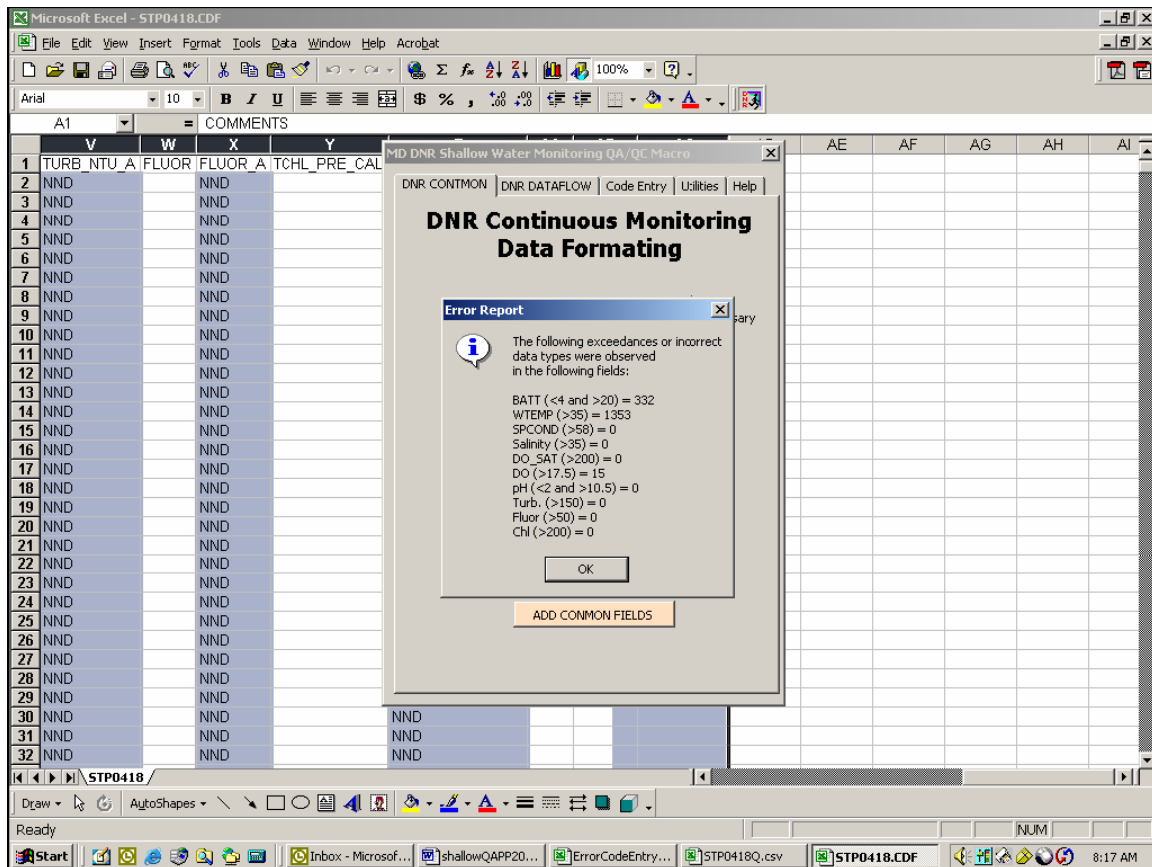 Microsoft Excel - STP0418.CDF
File Edit View Insert Format Tools Data Window Help Acrobat
100%
Arial 10 B I U $ % ,
A1 = COMMENTS
V W X Y AE AF AG AH AI
1 TURB_NTU_A FLUOR FLUOR_A TCHL_PRE_CAL
2 NND NND
3 NND NND
4 NND NND
5 NND NND
6 NND NND
7 NND NND
8 NND NND
9 NND NND
10 NND NND
11 NND NND
12 NND NND
13 NND NND
14 NND NND
15 NND NND
16 NND NND
17 NND NND
18 NND NND
19 NND NND
20 NND NND
21 NND NND
22 NND NND
23 NND NND
24 NND NND
25 NND NND
26 NND NND
27 NND NND
28 NND NND
29 NND NND
30 NND NND NND
31 NND NND NND
32 NND NND NND
MD DNR Shallow Water Monitoring QA/QC Macro
DNR CONTMON DNR DATAFLOW Code Entry Utilities Help
DNR Continuous Monitoring
Data Formating
sary
Error Report
The following exceedances or incorrect
data types were observed
in the following fields:
BATT (<4 and >20) = 332
WTEMP (>35) = 1353
SPCOND (>58) = 0
Salinity (>35) = 0
DO_SAT (>200) = 0
DO (>17.5) = 15
pH (<2 and >10.5) = 0
Turb. (>150) = 0
Fluor (>50) = 0
Chl (>200) = 0
OK
ADD CONMON FIELDS
STP0418
Draw AutoShapes
Ready NUM
Start Inbox - Microsof... shallowQAPP20... ErrorCodeEntry... STP0418Q.csv STP0418.CDF 8:17 AM